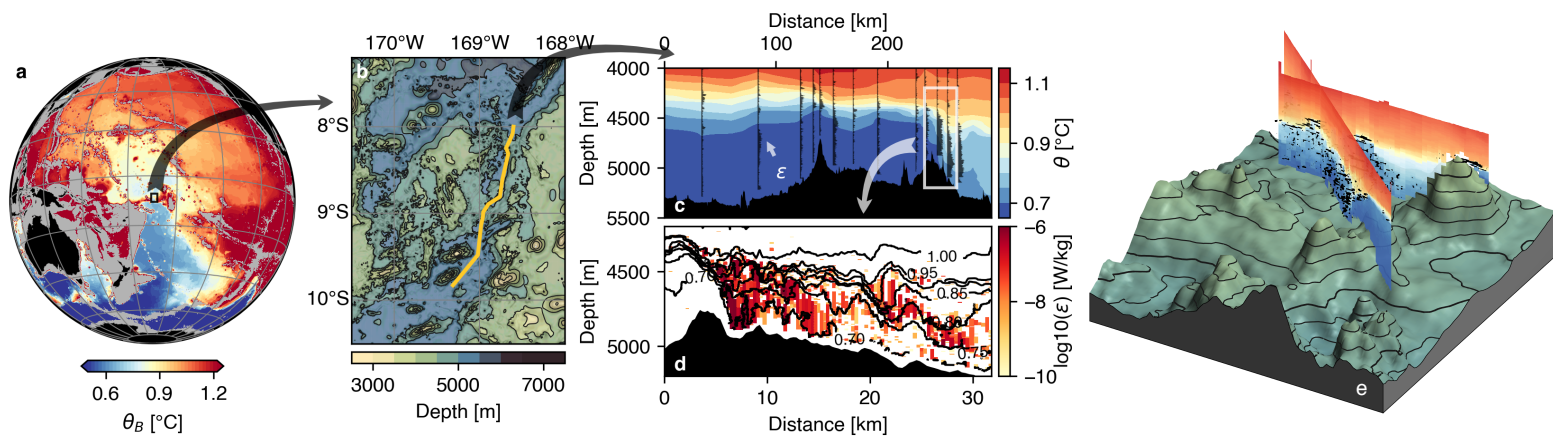 a
0.6 0.9 1.2
θB [°C]
170°W 169°W 168°W
b
8°S
9°S
10°S
3000 5000 7000
Depth [m]
Distance [km]
0 100 200
4000
4500
5000
5500
Depth [m]
ε
c
1.1
0.9
0.7
θ [°C]
1.00
0.95
0.85
0.70
0.80
0.70
0.75
4500
5000
Depth [m]
d
0 10 20 30
Distance [km]
−6
−8
−10
log10(ε) [W/kg]
e